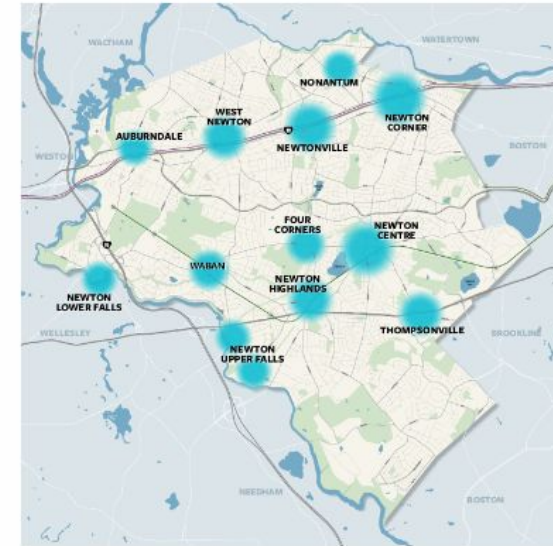 WALTHAM
WATERTOWN
NONANTUM
WEST
NEWTON
NEWTON
CORNER
AUBURNDALE
NEWTONVILLE
WESTON
BOSTON
FOUR
CORNERS
NEWTON
CENTRE
WABAN
NEWTON
HIGHLANDS
NEWTON
LOWER FALLS
THOMPSONVILLE
WELLESLEY
BROOKLINE
NEWTON
UPPER FALLS
NEEDHAM
BOSTON